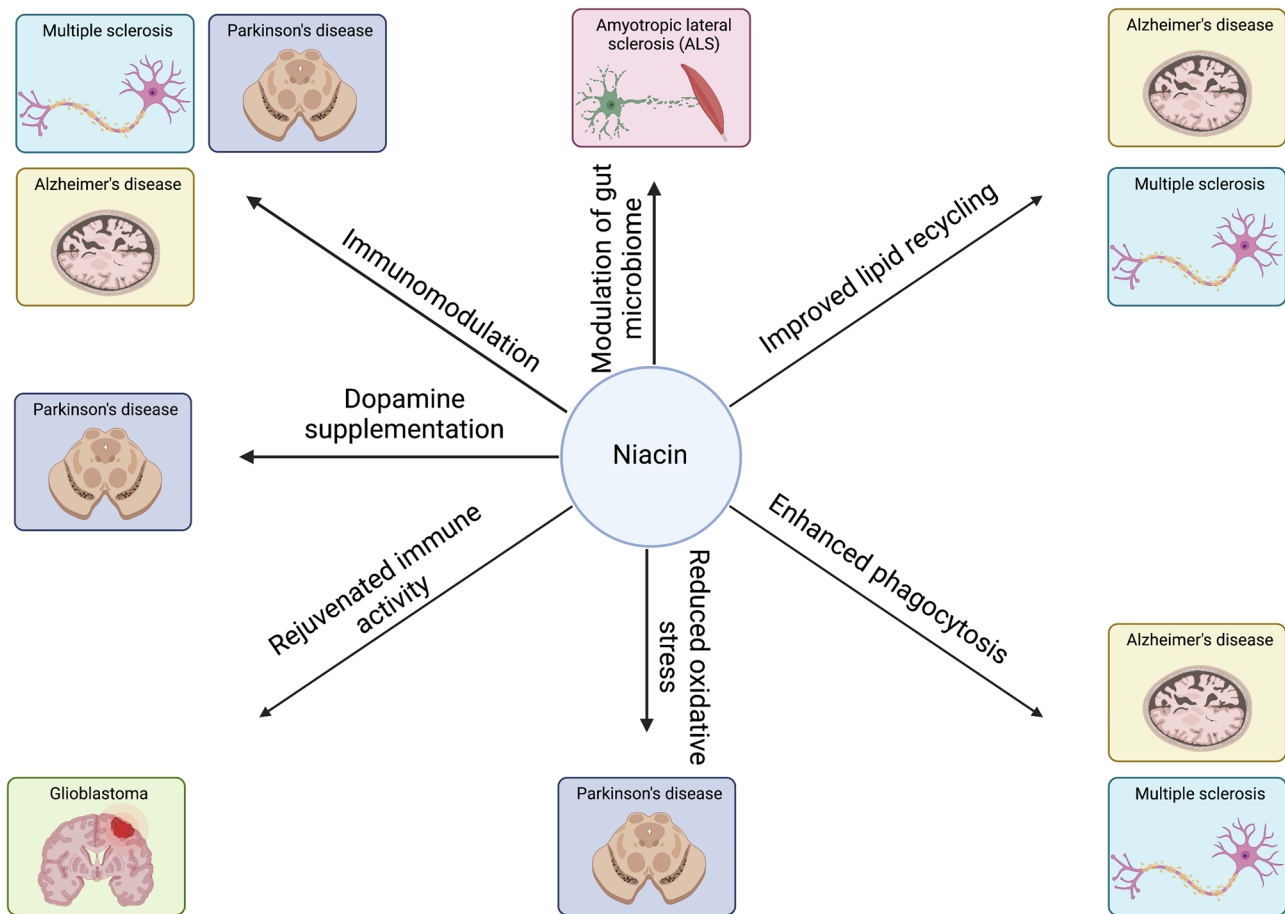 Multiple sclerosis
Parkinson's disease
Amyotropic lateral
sclerosis (ALS)
Alzheimer's disease
Alzheimer's disease
Multiple sclerosis
Immunomodulation
Modulation of gut
microbiome
Improved lipid recycling
Parkinson's disease
Dopamine
supplementation
Niacin
Rejuvenated immune
activity
Reduced oxidative
stress
Enhanced phagocytosis
Alzheimer's disease
Glioblastoma
Parkinson's disease
Multiple sclerosis